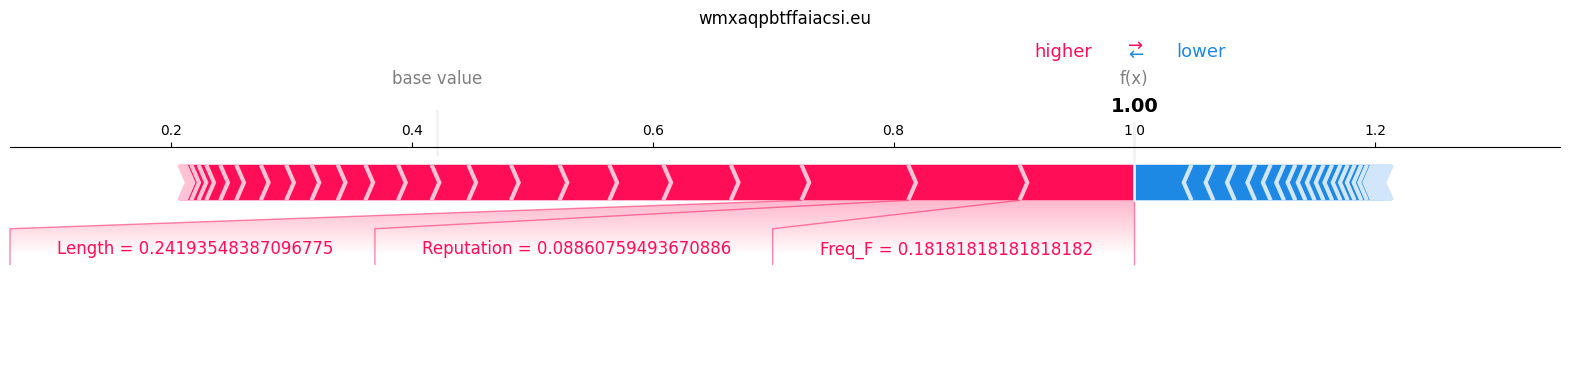 wmxaqpbtffaiacsi.eu
higher ⇄ lower
base value f(x)
1.00
0.2 0.4 0.6 0.8 1.0 1.2
Length = 0.24193548387096775 Reputation = 0.08860759493670886 Freq_F = 0.18181818181818182